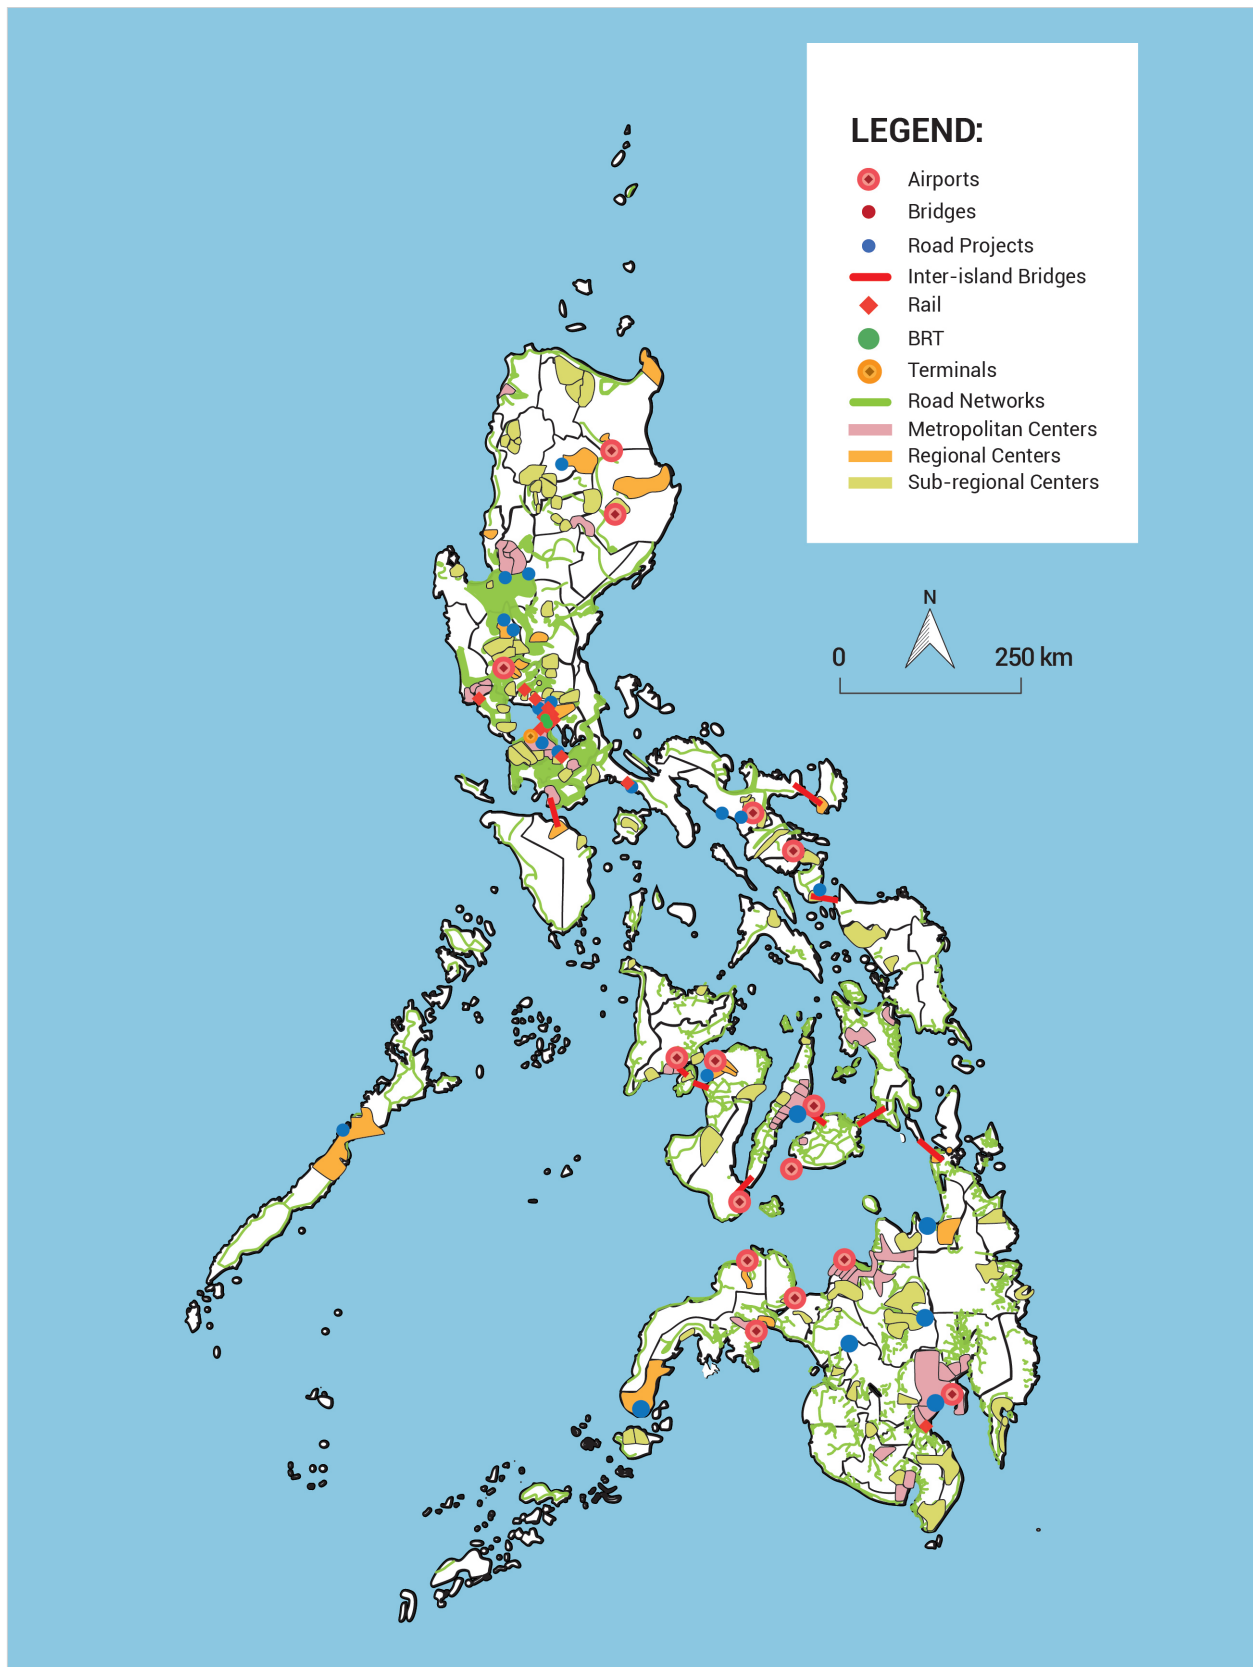 LEGEND:
Airports
Bridges
Road Projects
Inter-island Bridges
Rail
BRT
Terminals
Road Networks
Metropolitan Centers
Regional Centers
Sub-regional Centers
N
0 250 km